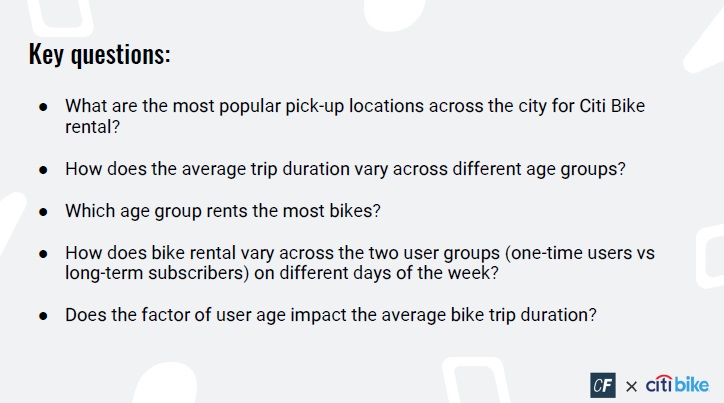 Key questions:
● What are the most popular pick-up locations across the city for Citi Bike
rental?
● How does the average trip duration vary across different age groups?
● Which age group rents the most bikes?
● How does bike rental vary across the two user groups (one-time users vs
long-term subscribers) on different days of the week?
● Does the factor of user age impact the average bike trip duration?
CF × citi bike